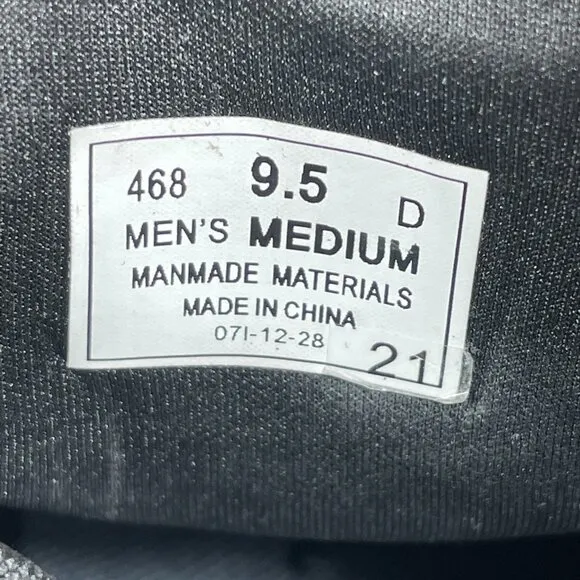 468 9.5 D
MEN'S MEDIUM
MANMADE MATERIALS
MADE IN CHINA
07I-12-28
21